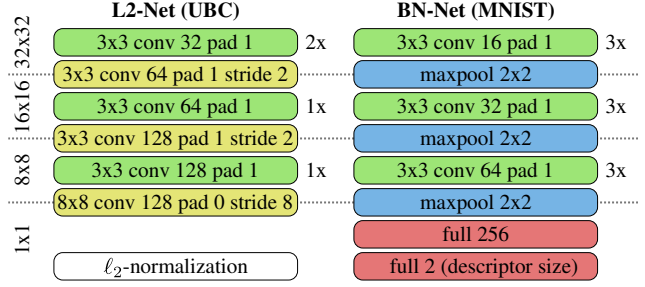 L2-Net (UBC) BN-Net (MNIST)
32x32 3x3 conv 32 pad 1 2x 3x3 conv 16 pad 1 3x
3x3 conv 64 pad 1 stride 2 maxpool 2x2
16x16 3x3 conv 64 pad 1 1x 3x3 conv 32 pad 1 3x
3x3 conv 128 pad 1 stride 2 maxpool 2x2
8x8 3x3 conv 128 pad 1 1x 3x3 conv 64 pad 1 3x
8x8 conv 128 pad 0 stride 8 maxpool 2x2
1x1 full 256
ℓ2-normalization full 2 (descriptor size)